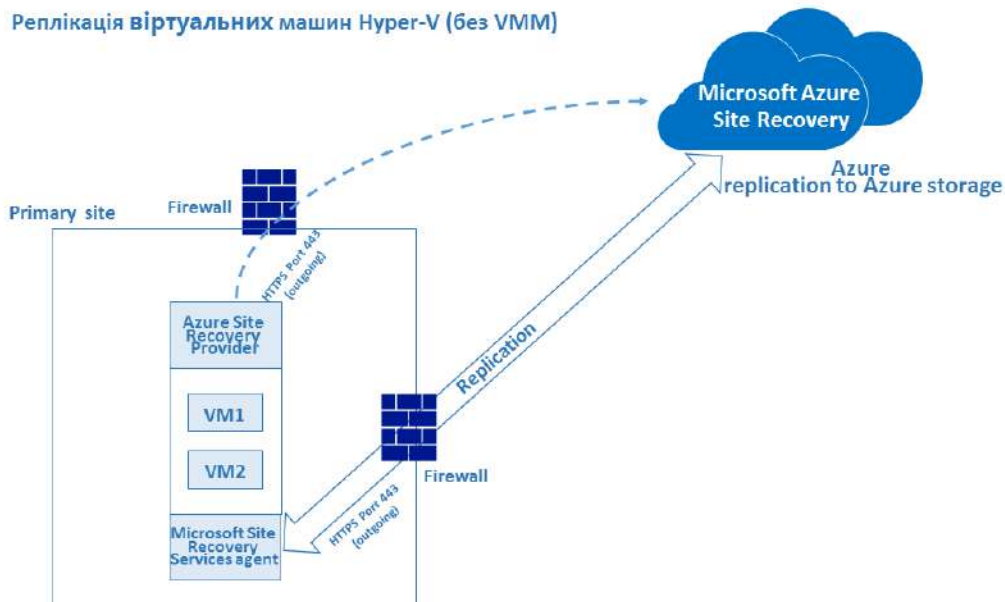 Реплікація віртуальних машин Hyper-V (без VMM)
Microsoft Azure
Site Recovery
Azure
replication to Azure storage
Firewall
Primary site
HTTPS Port 443
(outgoing)
Azure Site
Recovery
Provider
Replication
VM1
VM2
Firewall
HTTPS Port 443
(outgoing)
Microsoft Site
Recovery
Services agent